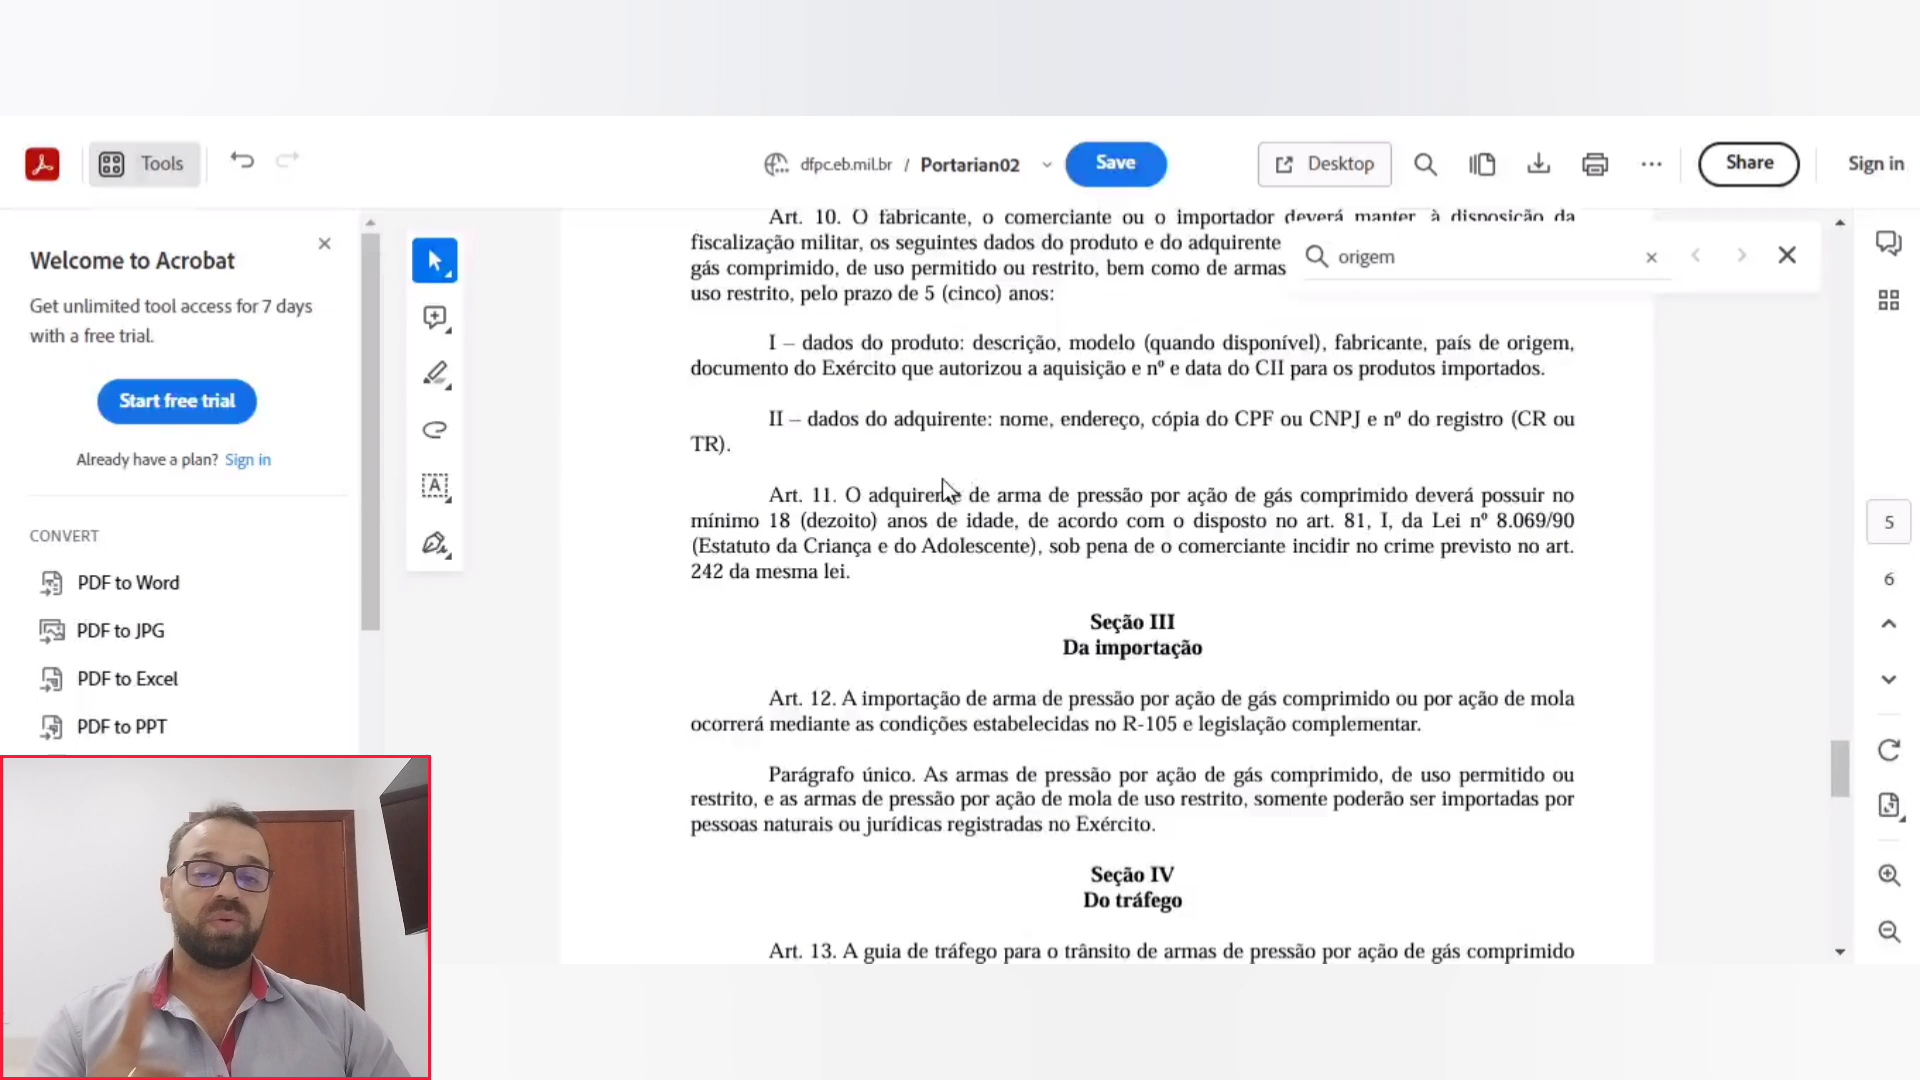 Tools
dfpc.eb.mil.br / Portarian02
Save
Desktop
Share
Sign in
Welcome to Acrobat
Get unlimited tool access for 7 days
with a free trial.
Start free trial
Already have a plan? Sign in
CONVERT
PDF to Word
PDF to JPG
PDF to Excel
PDF to PPT
origem
Art. 10. O fabricante, o comerciante ou o importador deverá manter, à disposição da
fiscalização militar, os seguintes dados do produto e do adquirente
gás comprimido, de uso permitido ou restrito, bem como de armas
uso restrito, pelo prazo de 5 (cinco) anos:
I – dados do produto: descrição, modelo (quando disponível), fabricante, país de origem,
documento do Exército que autorizou a aquisição e nº e data do CII para os produtos importados.
II – dados do adquirente: nome, endereço, cópia do CPF ou CNPJ e nº do registro (CR ou
TR).
Art. 11. O adquirente de arma de pressão por ação de gás comprimido deverá possuir no
mínimo 18 (dezoito) anos de idade, de acordo com o disposto no art. 81, I, da Lei nº 8.069/90
(Estatuto da Criança e do Adolescente), sob pena de o comerciante incidir no crime previsto no art.
242 da mesma lei.
Seção III
Da importação
Art. 12. A importação de arma de pressão por ação de gás comprimido ou por ação de mola
ocorrerá mediante as condições estabelecidas no R-105 e legislação complementar.
Parágrafo único. As armas de pressão por ação de gás comprimido, de uso permitido ou
restrito, e as armas de pressão por ação de mola de uso restrito, somente poderão ser importadas por
pessoas naturais ou jurídicas registradas no Exército.
Seção IV
Do tráfego
Art. 13. A guia de tráfego para o trânsito de armas de pressão por ação de gás comprimido
5
6